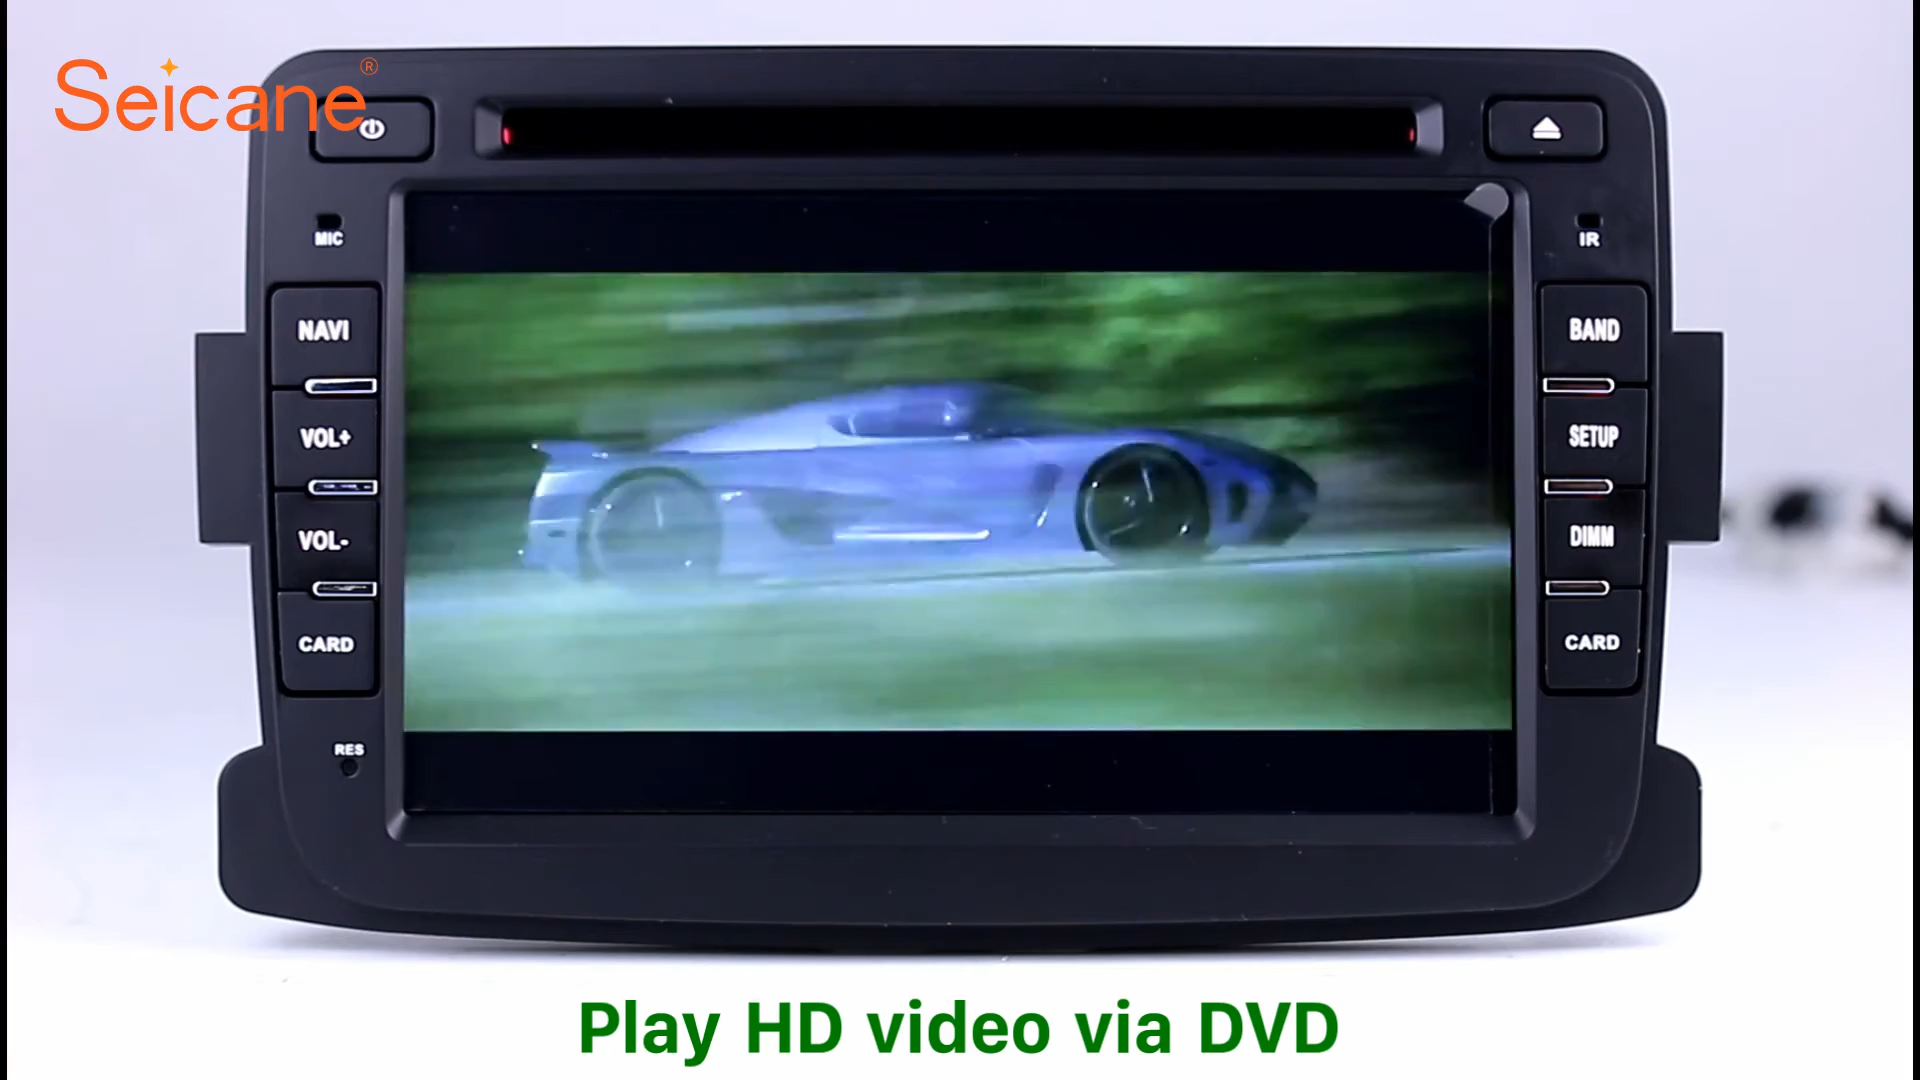 Seicane®
MIC
IR
NAVI
BAND
VOL+
SETUP
VOL-
DIMM
CARD
CARD
RES
Play HD video via DVD